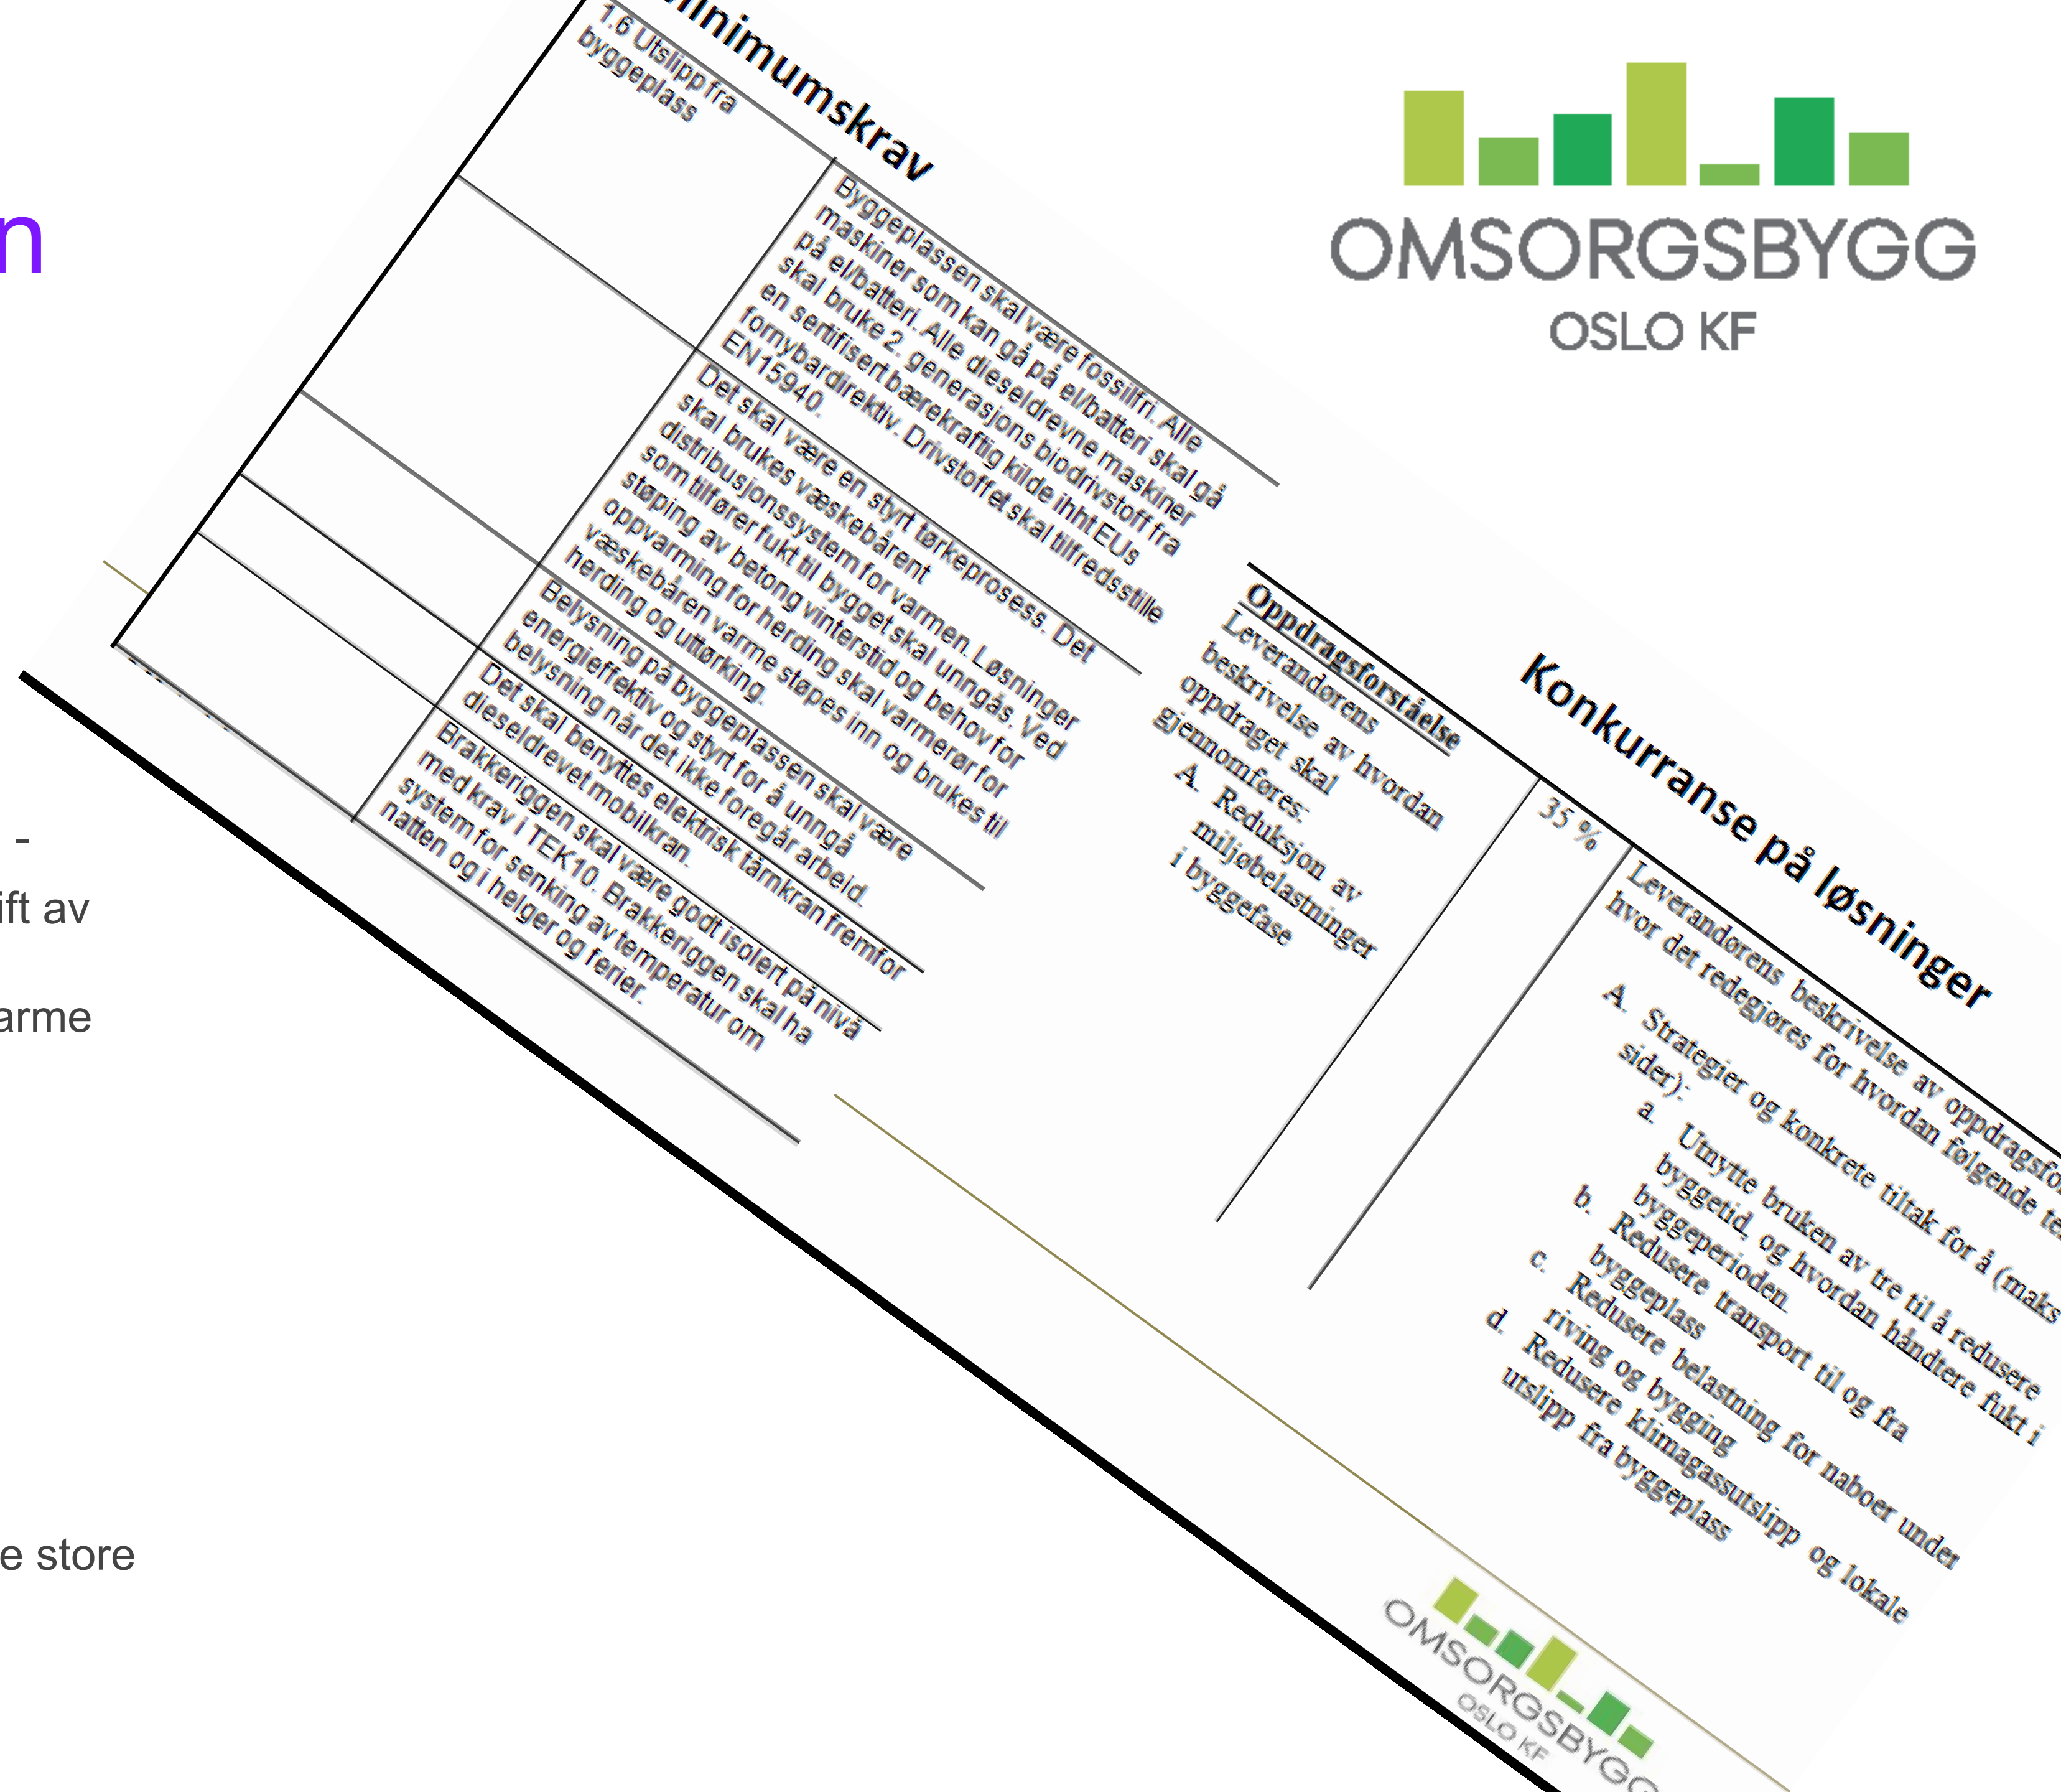 n
-
ift av
arme
e store
OMSORGSBYGG
OSLO KF
inimumskrav
1.6 Utslipp fra
byggeplass
Byggeplassen skal være fossilfri. Alle
maskiner som kan gå på el/batteri skal gå
på el/batteri. Alle dieseldrevne maskiner
skal bruke 2. generasjons biodrivstoff fra
en sertifisert bærekraftig kilde ihht EUs
fornybardirektiv. Drivstoffet skal tilfredsstille
EN15940.
Det skal være en styrt tørkeprosess. Det
skal brukes væskebårent
distribusjonssystem for varmen. Løsninger
som tilfører fukt til bygget skal unngås. Ved
støping av betong vinterstid og behov for
oppvarming for herding skal varmerør for
væskebåren varme støpes inn og brukes til
herding og uttørking.
Belysning på byggeplassen skal være
energieffektiv og styrt for å unngå
belysning når det ikke foregår arbeid.
Det skal benyttes elektrisk tårnkran fremfor
dieseldrevet mobilkran.
Brakkeriggen skal være godt isolert på nivå
med krav i TEK10. Brakkeriggen skal ha
system for senking av temperatur om
natten og i helger og ferier.
Konkurranse på løsninger
Oppdragsforståelse
Leverandørens
beskrivelse av hvordan
oppdraget skal
gjennomføres:
A. Reduksjon av
miljøbelastninger
i byggefase
35 %
Leverandørens beskrivelse av oppdragsfo
hvor det redegjøres for hvordan følgende te
A. Strategier og konkrete tiltak for å (maks
sider):
a. Utnytte bruken av tre til å redusere
byggetid, og hvordan håndtere fukt i
byggeperioden.
b. Redusere transport til og fra
byggeplass
c. Redusere belastning for naboer under
riving og bygging
d. Redusere klimagassutslipp og lokale
utslipp fra byggeplass
OMSORGSBYGG
OSLO KF